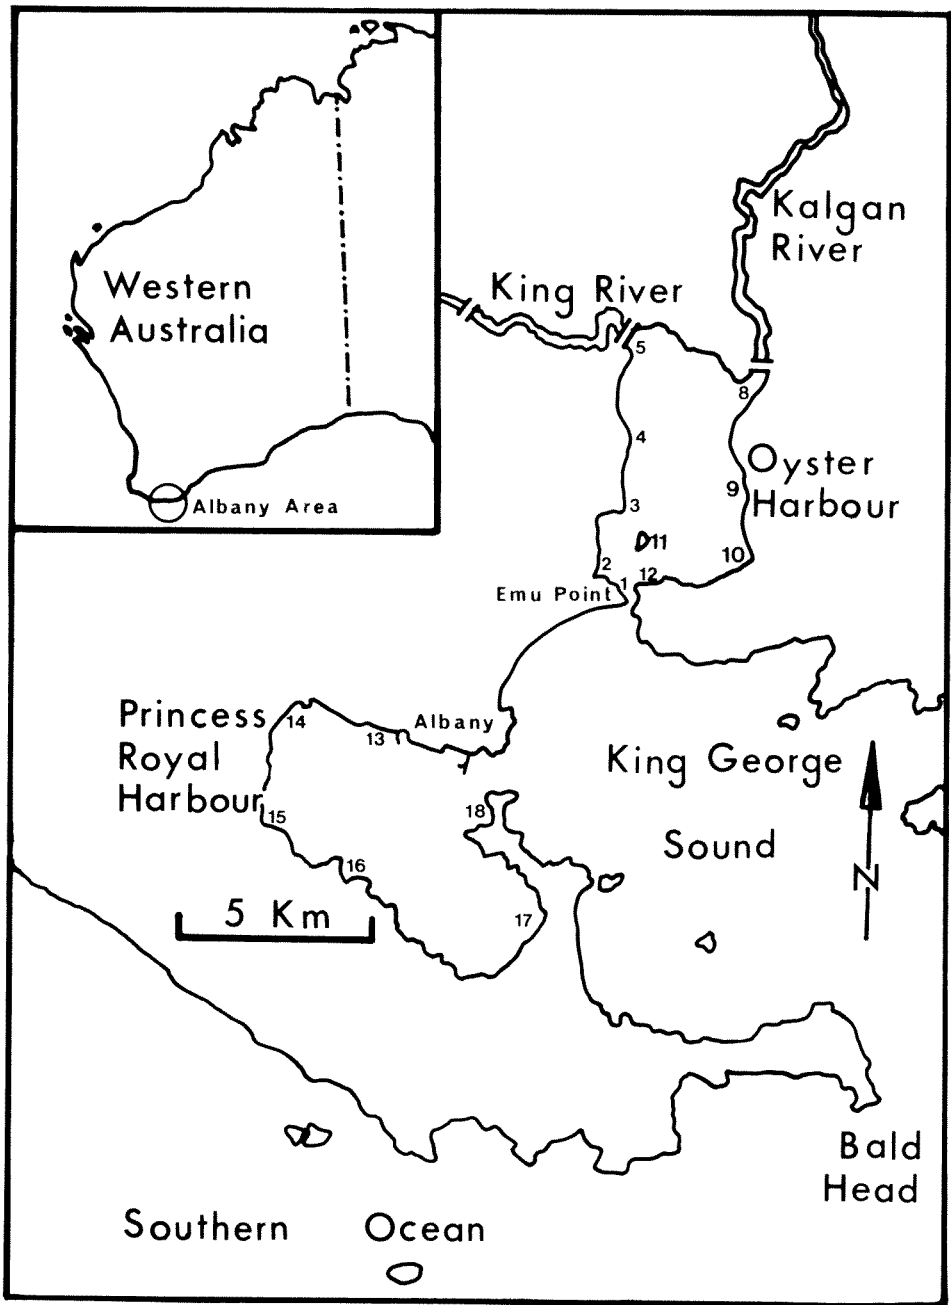 Western
Australia
Albany Area
Kalgan
River
King River
5
8
4
Oyster
Harbour
9
3
11
10
2
1
12
Emu Point
Princess
Royal
Harbour
14
13
Albany
King George
Sound
15
18
16
17
5 Km
N
Bald
Head
Southern Ocean